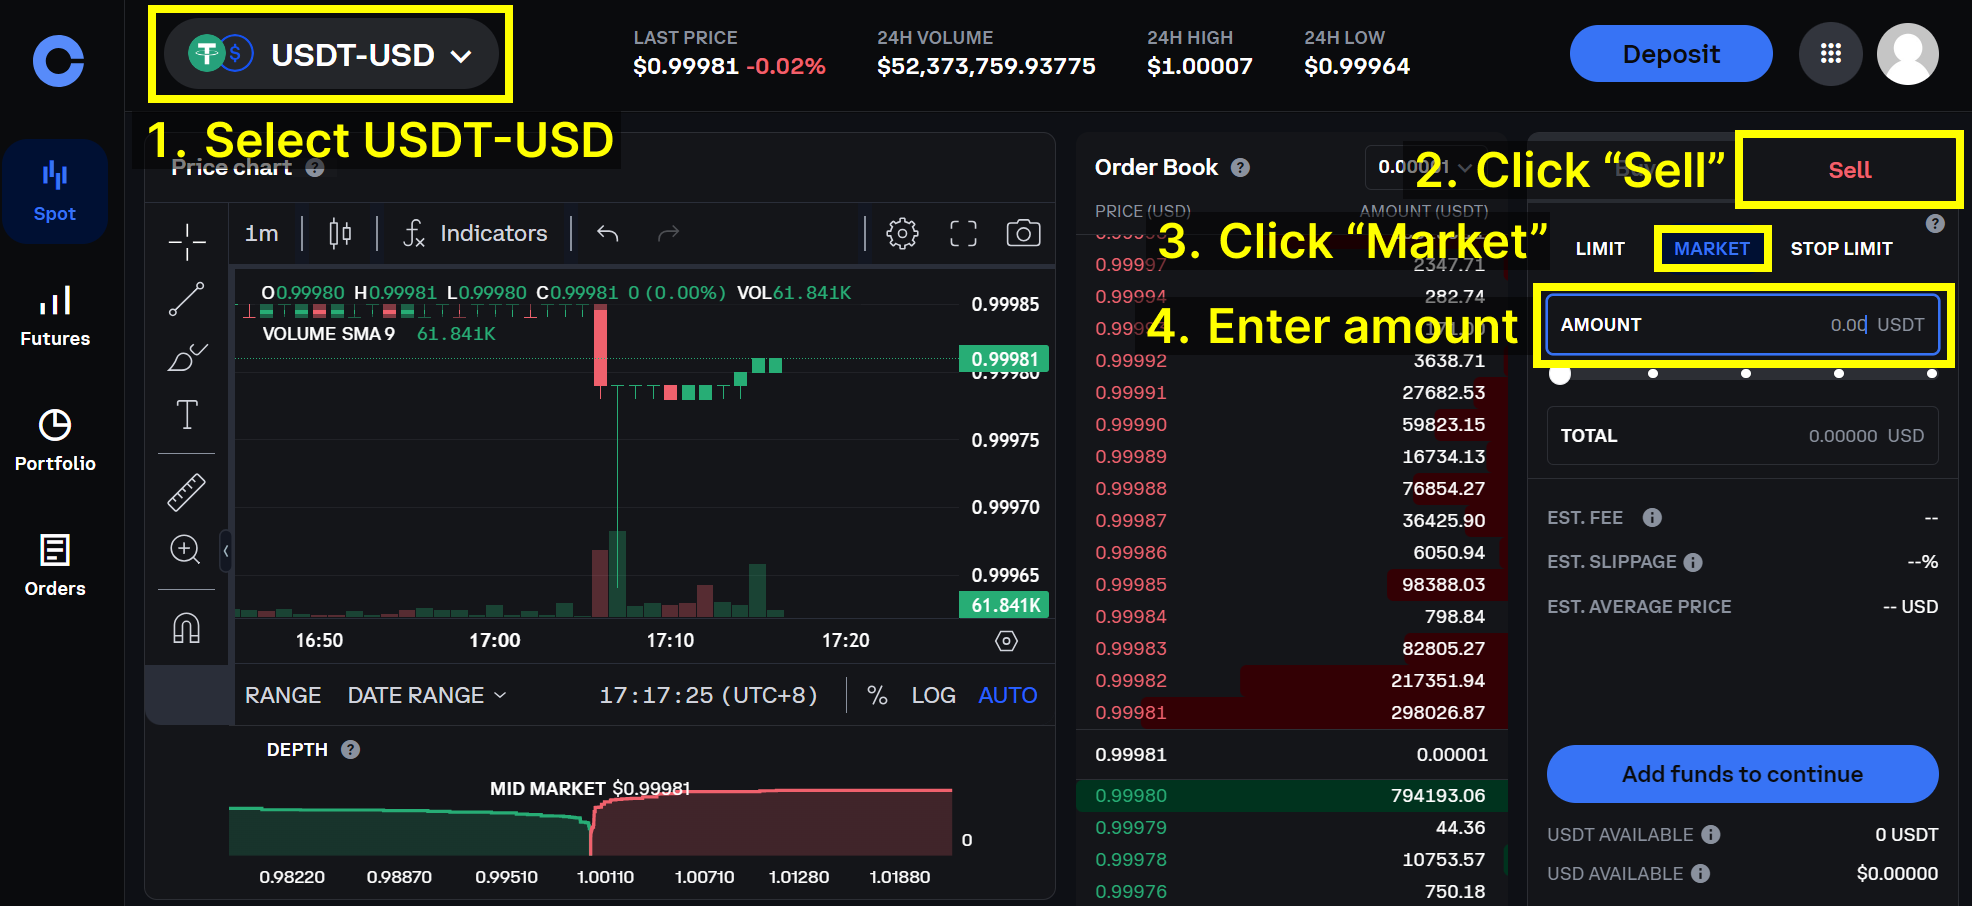 USDT-USD
LAST PRICE
$0.99981 -0.02%
24H VOLUME
$52,373,759.93775
24H HIGH
$1.00007
24H LOW
$0.99964
Deposit
1. Select USDT-USD
Price chart ?
Spot
Futures
Portfolio
Orders
1m
Indicators
O0.99980 H0.99981 L0.99980 C0.99981 0 (0.00%) VOL61.841K
VOLUME SMA 9 61.841K
0.99985
0.99981
0.99980
0.99975
0.99970
0.99965
61.841K
16:50 17:00 17:10 17:20
RANGE DATE RANGE 17:17:25 (UTC+8) % LOG AUTO
DEPTH ?
MID MARKET $0.99981
0
0.98220 0.98870 0.99510 1.00110 1.00710 1.01280 1.01880
Order Book ? 0.00001
PRICE (USD) AMOUNT (USDT)
0.99997 2347.71
0.99994 282.74
0.99992 3638.71
0.99991 27682.53
0.99990 59823.15
0.99989 16734.13
0.99988 76854.27
0.99987 36425.90
0.99986 6050.94
0.99985 98388.03
0.99984 798.84
0.99983 82805.27
0.99982 217351.94
0.99981 298026.87
0.99981 0.00001
0.99980 794193.06
0.99979 44.36
0.99978 10753.57
0.99976 750.18
2. Click “Sell”
Buy
Sell
3. Click “Market”
LIMIT MARKET STOP LIMIT ?
4. Enter amount
AMOUNT 0.00 USDT
TOTAL 0.00000 USD
EST. FEE --
EST. SLIPPAGE --%
EST. AVERAGE PRICE -- USD
Add funds to continue
USDT AVAILABLE 0 USDT
USD AVAILABLE $0.00000